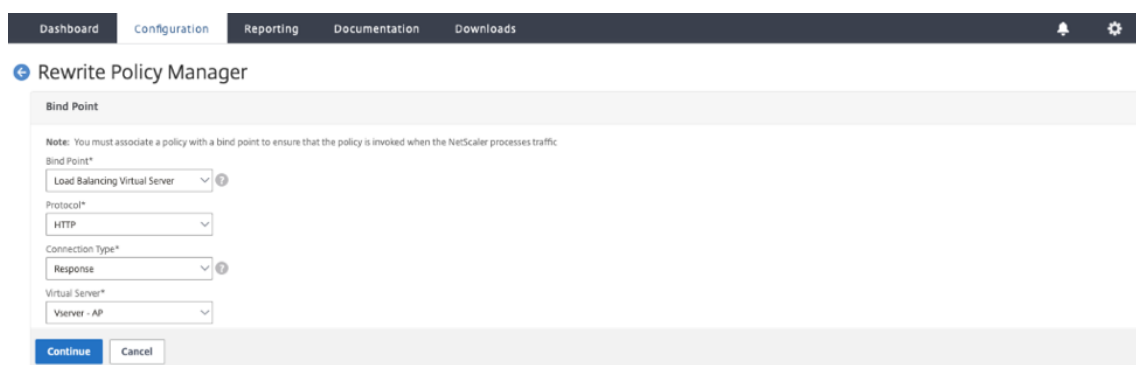 Dashboard Configuration Reporting Documentation Downloads
Rewrite Policy Manager
Bind Point
Note: You must associate a policy with a bind point to ensure that the policy is invoked when the NetScaler processes traffic
Bind Point*
Load Balancing Virtual Server
Protocol*
HTTP
Connection Type*
Response
Virtual Server*
Vserver - AP
Continue Cancel